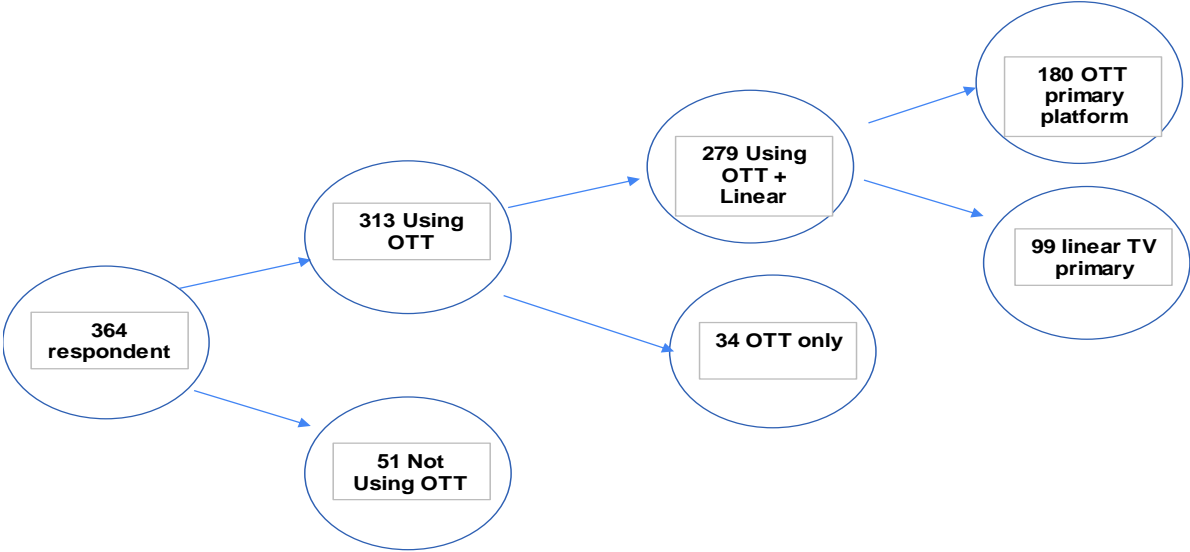 180 OTT
primary
platform
279 Using
OTT +
Linear
313 Using
OTT
99 linear TV
primary
364
respondent
34 OTT only
51 Not
Using OTT